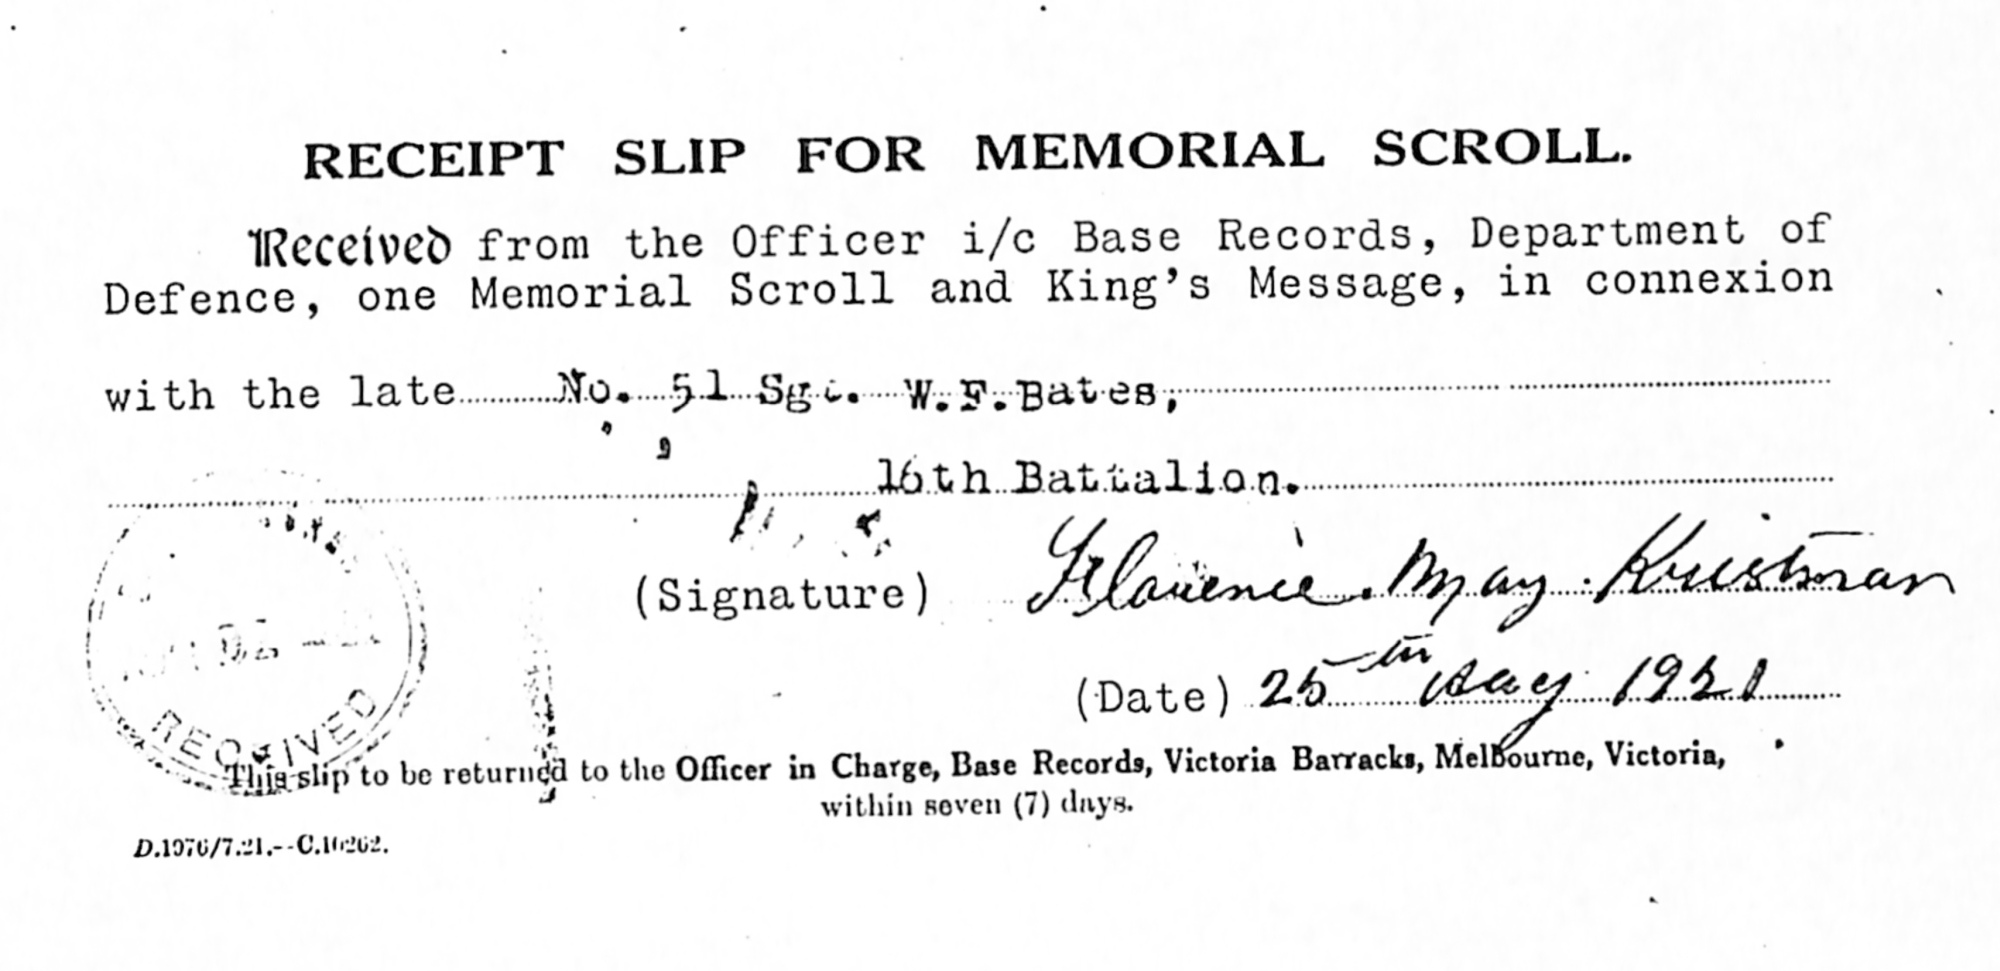 RECEIPT SLIP FOR MEMORIAL SCROLL.
Received from the Officer i/c Base Records, Department of
Defence, one Memorial Scroll and King's Message, in connexion
with the late No. 51 Sgt. W.F.Bates,
16th Battalion.
(Signature) Florence May Kristman
(Date) 25th Aug 1921
RECEIVED
This slip to be returned to the Officer in Charge, Base Records, Victoria Barracks, Melbourne, Victoria,
within seven (7) days.
D.1976/7.21.--C.10262.